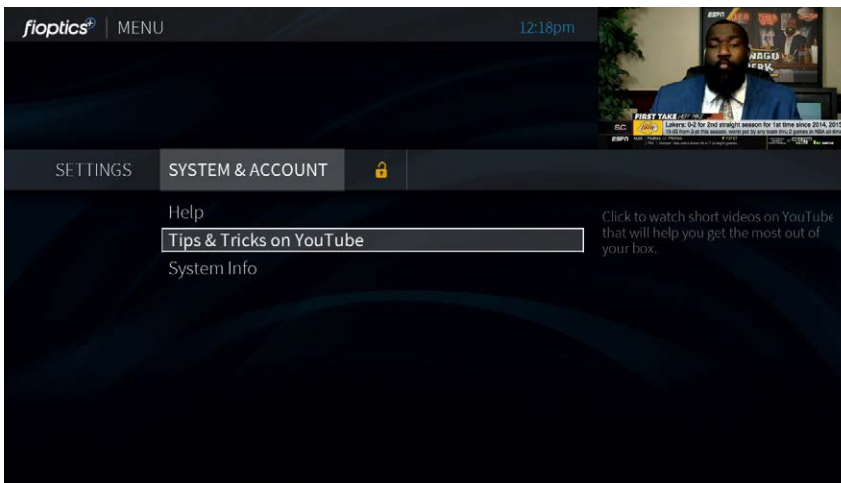 fioptics+ | MENU
12:18pm
ESPN
FIRST TAKE
SC
Lakers: 0-2 for 2nd straight season for 1st time since 2014, 2015
ESPN
SETTINGS
SYSTEM & ACCOUNT
Help
Tips & Tricks on YouTube
System Info
Click to watch short videos on YouTube
that will help you get the most out of
your box.